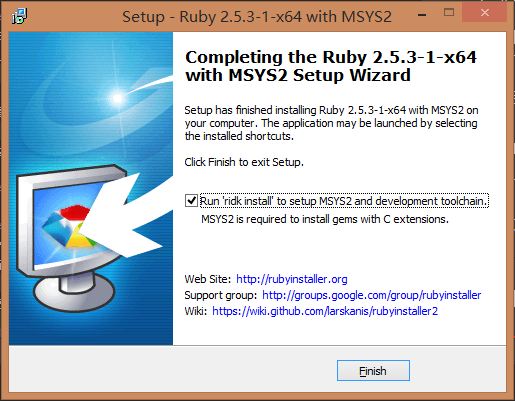 Setup - Ruby 2.5.3-1-x64 with MSYS2
Completing the Ruby 2.5.3-1-x64
with MSYS2 Setup Wizard
Setup has finished installing Ruby 2.5.3-1-x64 with MSYS2 on
your computer. The application may be launched by selecting
the installed shortcuts.
Click Finish to exit Setup.
Run 'ridk install' to setup MSYS2 and development toolchain.
MSYS2 is required to install gems with C extensions.
Web Site: http://rubyinstaller.org
Support group: http://groups.google.com/group/rubyinstaller
Wiki: https://wiki.github.com/larskanis/rubyinstaller2
Finish